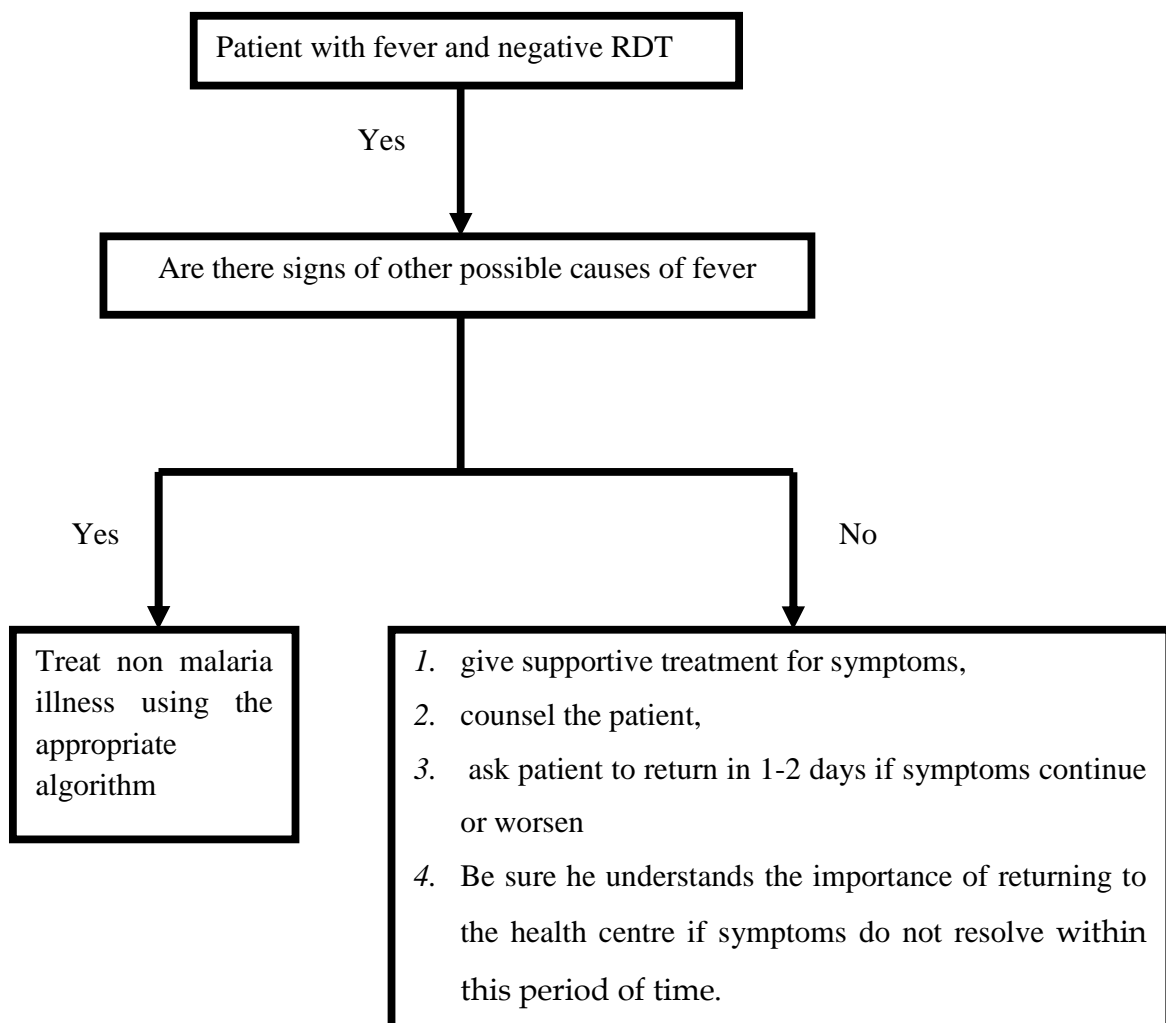 Patient with fever and negative RDT
Yes
Are there signs of other possible causes of fever
Yes
No
Treat non malaria
illness using the
appropriate
algorithm
1. give supportive treatment for symptoms,
2. counsel the patient,
3. ask patient to return in 1-2 days if symptoms continue
or worsen
4. Be sure he understands the importance of returning to
the health centre if symptoms do not resolve within
this period of time.